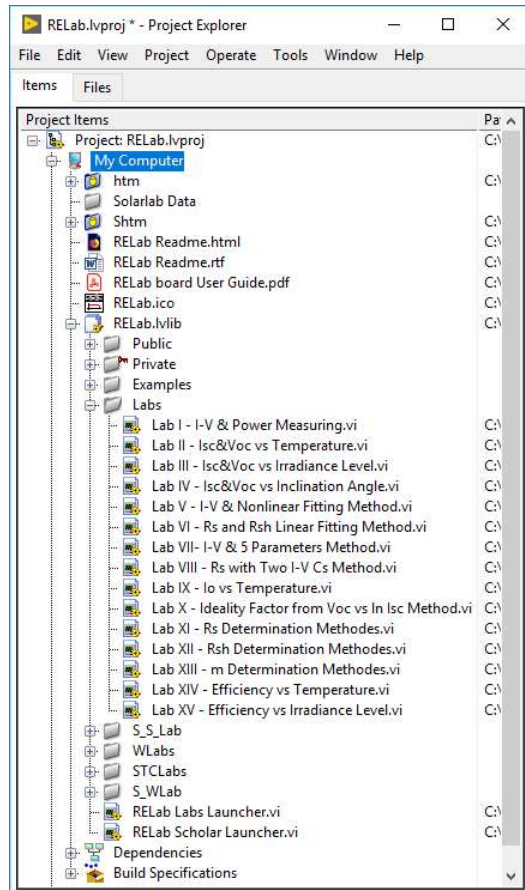 RELab.lvproj * - Project Explorer
File Edit View Project Operate Tools Window Help
Items Files
Project Items Pa
Project: RELab.lvproj C:\
My Computer
htm C:\
Solarlab Data
Shtm C:\
RELab Readme.html C:\
RELab Readme.rtf C:\
RELab board User Guide.pdf C:\
RELab.ico C:\
RELab.lvlib C:\
Public
Private
Examples
Labs
Lab I - I-V & Power Measuring.vi C:\
Lab II - Isc&Voc vs Temperature.vi C:\
Lab III - Isc&Voc vs Irradiance Level.vi C:\
Lab IV - Isc&Voc vs Inclination Angle.vi C:\
Lab V - I-V & Nonlinear Fitting Method.vi C:\
Lab VI - Rs and Rsh Linear Fitting Method.vi C:\
Lab VII- I-V & 5 Parameters Method.vi C:\
Lab VIII - Rs with Two I-V Cs Method.vi C:\
Lab IX - Io vs Temperature.vi C:\
Lab X - Ideality Factor from Voc vs ln Isc Method.vi C:\
Lab XI - Rs Determination Methodes.vi C:\
Lab XII - Rsh Determination Methodes.vi C:\
Lab XIII - m Determination Methodes.vi C:\
Lab XIV - Efficiency vs Temperature.vi C:\
Lab XV - Efficiency vs Irradiance Level.vi C:\
S_S_Lab
WLabs
STCLabs
S_WLab
RELab Labs Launcher.vi C:\
RELab Scholar Launcher.vi C:\
Dependencies
Build Specifications